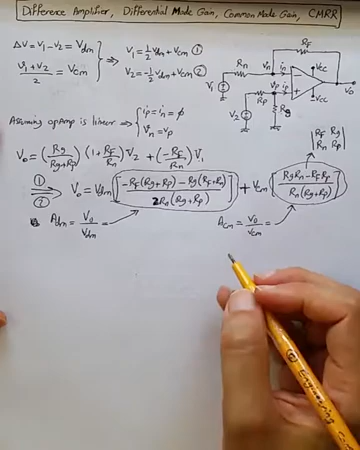 Difference Amplifier, Differential Mode Gain, Common Mode Gain, CMRR
ΔV = V₁ - V₂ = Vdm
(V₁ + V₂)/2 = Vcm
⇒ { V₁ = ½ Vdm + Vcm ①
V₂ = -½ Vdm + Vcm ②
Rn Vn in RF VCC
V₁ Rp Vp ip Vo
V₂ Rg VCC
Assuming opAmp is linear ⇒ { ip = in = ∅
Vn = Vp
|RF Rg|
|Rn Rp|
Vo = (Rg/(Rg+Rp)) (1 + RF/Rn) V₂ + (-RF/Rn) V₁
①② ⇒ Vo = Vdm [(-RF(Rg+Rp) - Rg(RF+Rn))/(2Rn(Rg+Rp))] + Vcm [(RgRn - RFRp)/(Rn(Rg+Rp))]
Adm = Vo/Vdm = Acm = Vo/Vcm =
Engineering